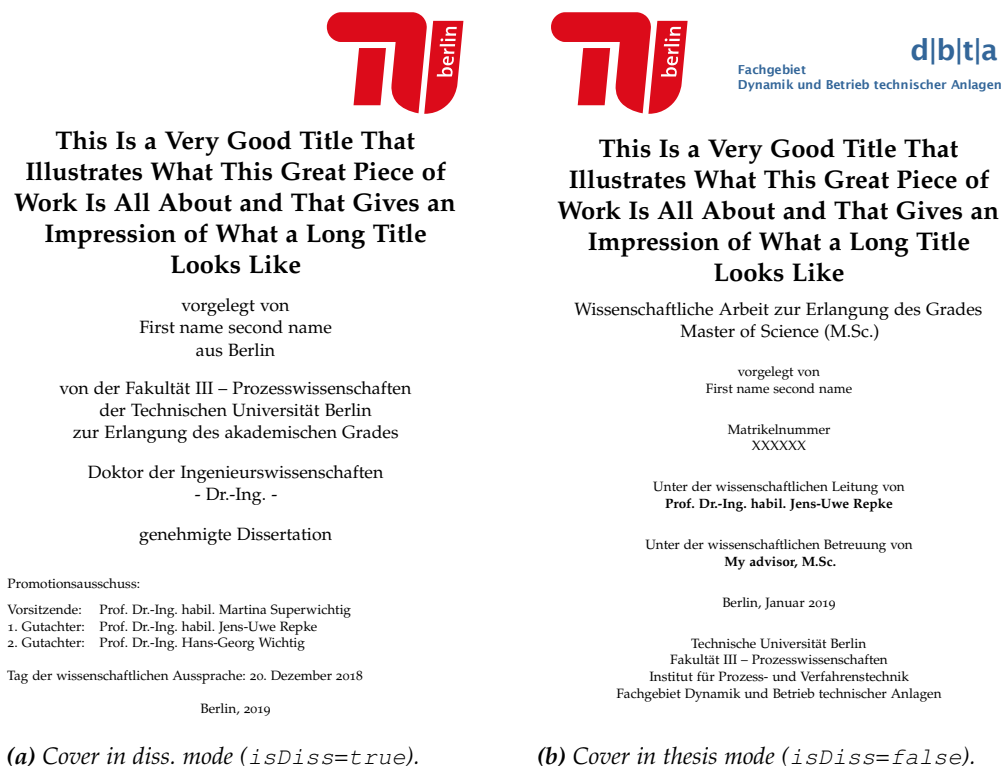 berlin
This Is a Very Good Title That
Illustrates What This Great Piece of
Work Is All About and That Gives an
Impression of What a Long Title
Looks Like
vorgelegt von
First name second name
aus Berlin
von der Fakultät III – Prozesswissenschaften
der Technischen Universität Berlin
zur Erlangung des akademischen Grades
Doktor der Ingenieurswissenschaften
- Dr.-Ing. -
genehmigte Dissertation
Promotionsausschuss:
Vorsitzende: Prof. Dr.-Ing. habil. Martina Superwichtig
1. Gutachter: Prof. Dr.-Ing. habil. Jens-Uwe Repke
2. Gutachter: Prof. Dr.-Ing. Hans-Georg Wichtig
Tag der wissenschaftlichen Aussprache: 20. Dezember 2018
Berlin, 2019
(a) Cover in diss. mode (isDiss=true).
berlin
d|b|t|a
Fachgebiet
Dynamik und Betrieb technischer Anlagen
This Is a Very Good Title That
Illustrates What This Great Piece of
Work Is All About and That Gives an
Impression of What a Long Title
Looks Like
Wissenschaftliche Arbeit zur Erlangung des Grades
Master of Science (M.Sc.)
vorgelegt von
First name second name
Matrikelnummer
XXXXXX
Unter der wissenschaftlichen Leitung von
Prof. Dr.-Ing. habil. Jens-Uwe Repke
Unter der wissenschaftlichen Betreuung von
My advisor, M.Sc.
Berlin, Januar 2019
Technische Universität Berlin
Fakultät III – Prozesswissenschaften
Institut für Prozess- und Verfahrenstechnik
Fachgebiet Dynamik und Betrieb technischer Anlagen
(b) Cover in thesis mode (isDiss=false).